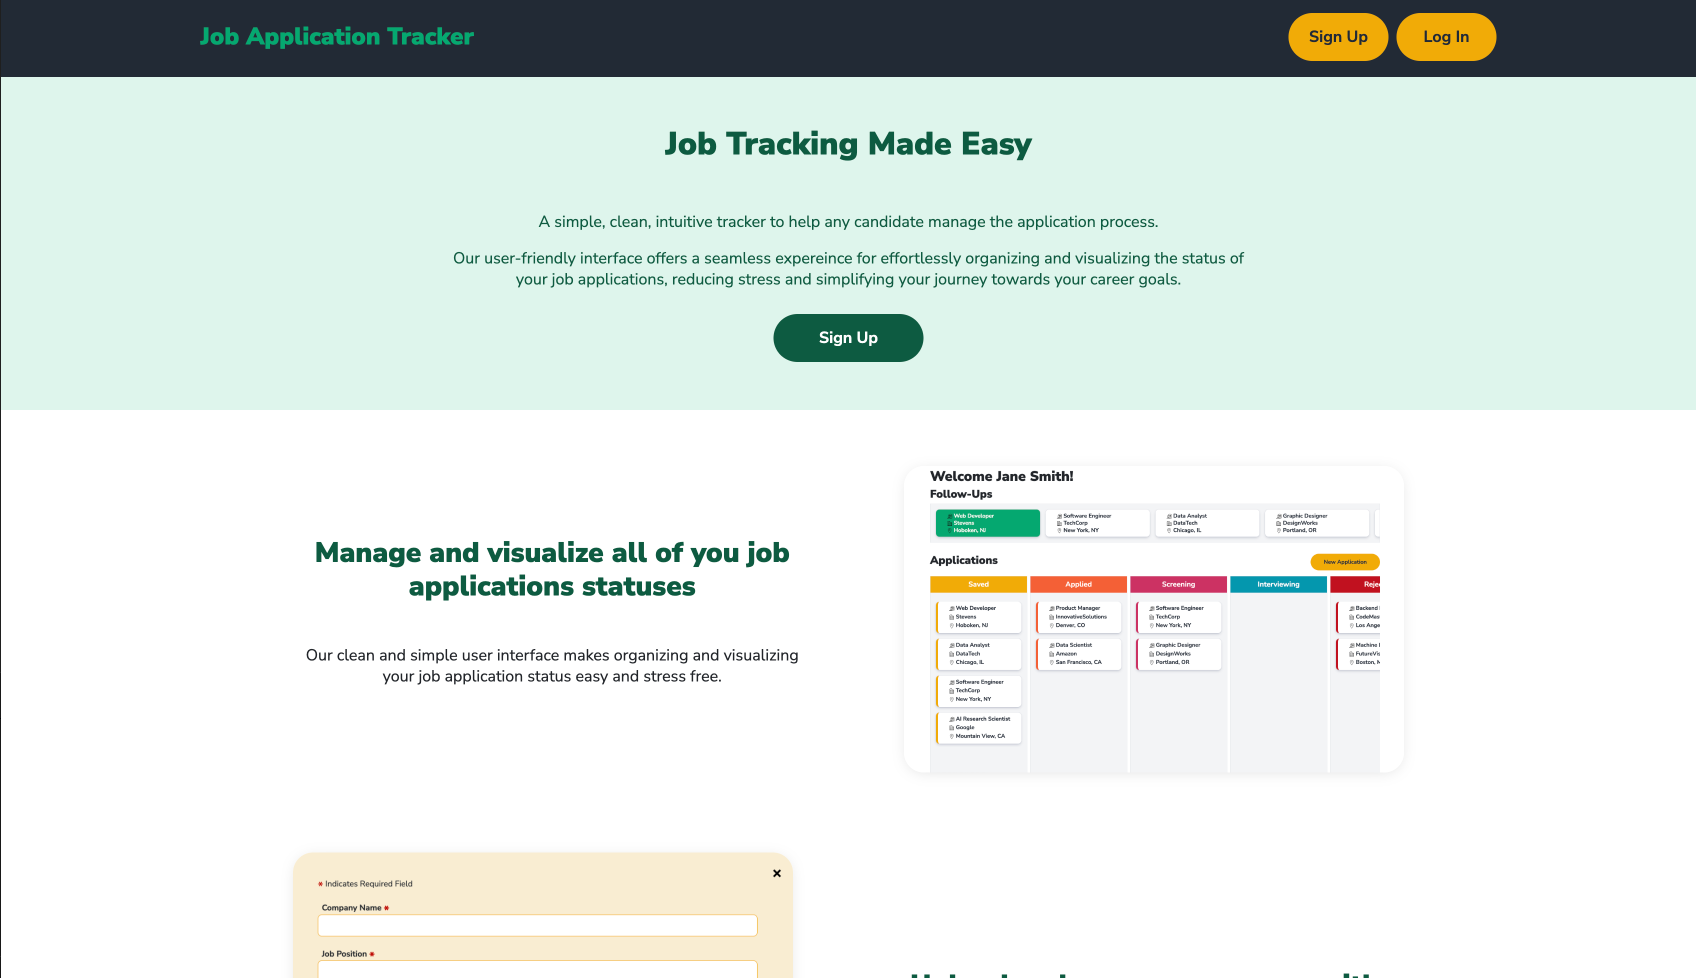 Job Application Tracker
Sign Up
Log In
Job Tracking Made Easy
A simple, clean, intuitive tracker to help any candidate manage the application process.
Our user-friendly interface offers a seamless expereince for effortlessly organizing and visualizing the status of
your job applications, reducing stress and simplifying your journey towards your career goals.
Sign Up
Manage and visualize all of you job
applications statuses
Our clean and simple user interface makes organizing and visualizing
your job application status easy and stress free.
Welcome Jane Smith!
Follow-Ups
Web Developer
Stevens
Hoboken, NJ
Software Engineer
TechCorp
New York, NY
Data Analyst
DataTech
Chicago, IL
Graphic Designer
DesignWorks
Portland, OR
Applications
New Application
Saved
Applied
Screening
Interviewing
Reje
Web Developer
Stevens
Hoboken, NJ
Data Analyst
DataTech
Chicago, IL
Software Engineer
TechCorp
New York, NY
AI Research Scientist
Google
Mountain View, CA
Product Manager
InnovativeSolutions
Denver, CO
Data Scientist
Amazon
San Francisco, CA
Software Engineer
TechCorp
New York, NY
Graphic Designer
DesignWorks
Portland, OR
Backend
CodeMas
Los Ange
Machine
FutureVis
Boston,
* Indicates Required Field
Company Name *
Job Position *